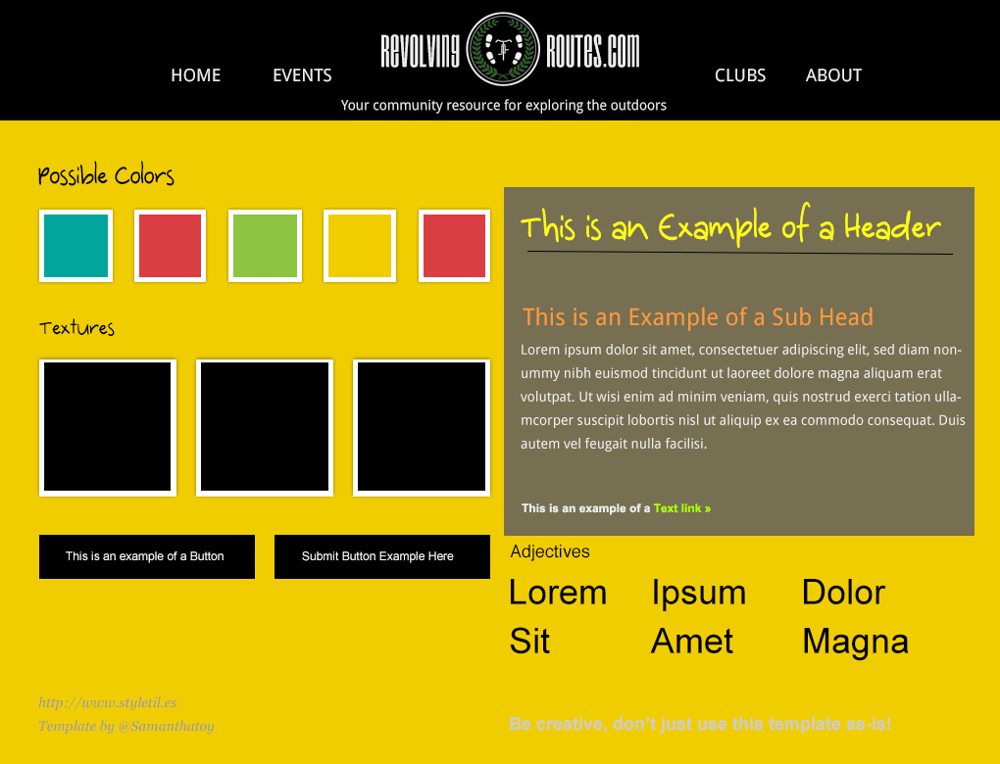 REVOLVING ROUTES.COM
HOME EVENTS CLUBS ABOUT
Your community resource for exploring the outdoors
Possible Colors
Textures
This is an example of a Button
Submit Button Example Here
This is an Example of a Header
This is an Example of a Sub Head
Lorem ipsum dolor sit amet, consectetuer adipiscing elit, sed diam non-
ummy nibh euismod tincidunt ut laoreet dolore magna aliquam erat
volutpat. Ut wisi enim ad minim veniam, quis nostrud exerci tation ulla-
mcorper suscipit lobortis nisl ut aliquip ex ea commodo consequat. Duis
autem vel feugait nulla facilisi.
This is an example of a Text link »
Adjectives
Lorem Ipsum Dolor
Sit Amet Magna
http://www.styletil.es
Template by @Samanthatoy
Be creative, don't just use this template as-is!